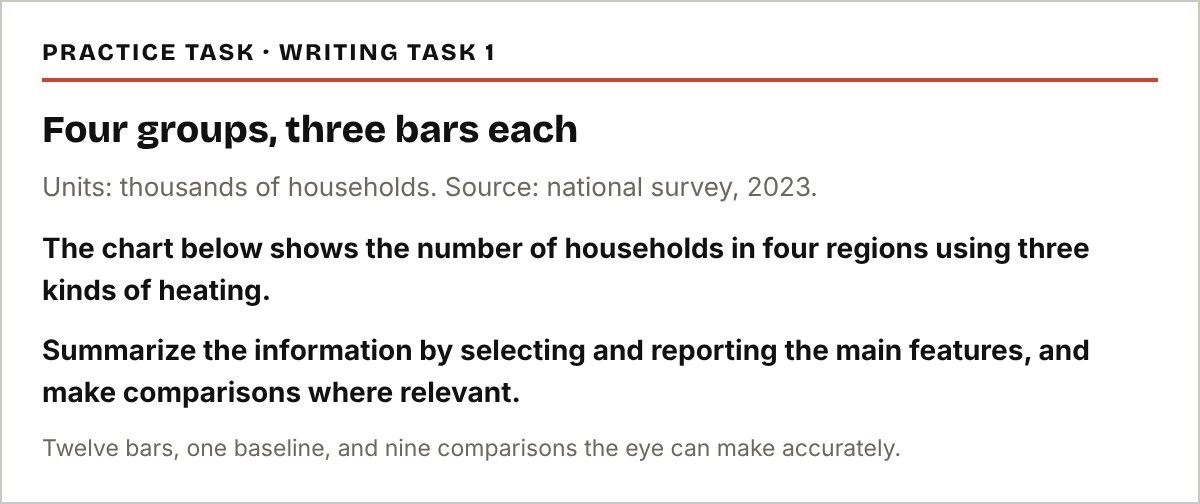 PRACTICE TASK · WRITING TASK 1
Four groups, three bars each
Units: thousands of households. Source: national survey, 2023.
The chart below shows the number of households in four regions using three
kinds of heating.
Summarize the information by selecting and reporting the main features, and
make comparisons where relevant.
Twelve bars, one baseline, and nine comparisons the eye can make accurately.